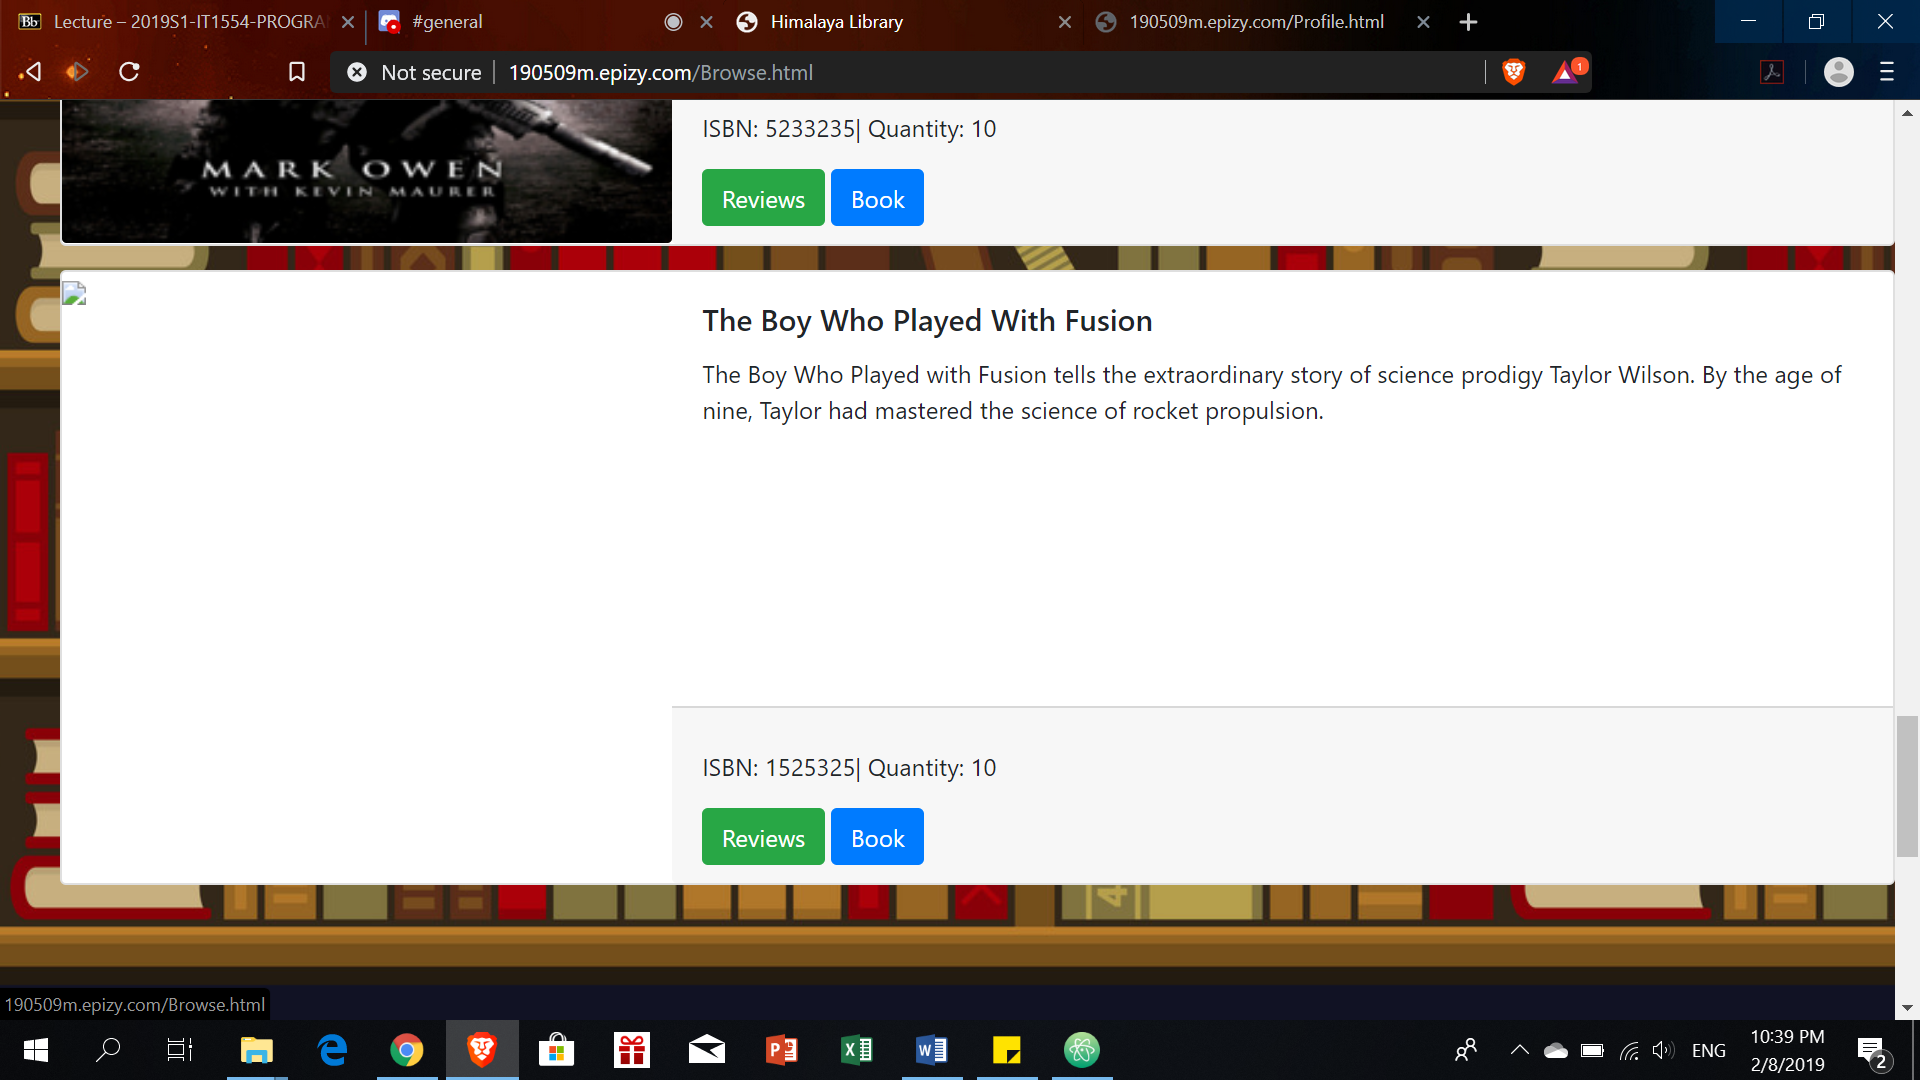 Lecture – 2019S1-IT1554-PROGRA
#general
Himalaya Library
190509m.epizy.com/Profile.html
Not secure
190509m.epizy.com/Browse.html
1
MARK OWEN
WITH KEVIN MAURER
ISBN: 5233235| Quantity: 10
Reviews
Book
The Boy Who Played With Fusion
The Boy Who Played with Fusion tells the extraordinary story of science prodigy Taylor Wilson. By the age of
nine, Taylor had mastered the science of rocket propulsion.
ISBN: 1525325| Quantity: 10
Reviews
Book
190509m.epizy.com/Browse.html
ENG
10:39 PM
2/8/2019
2